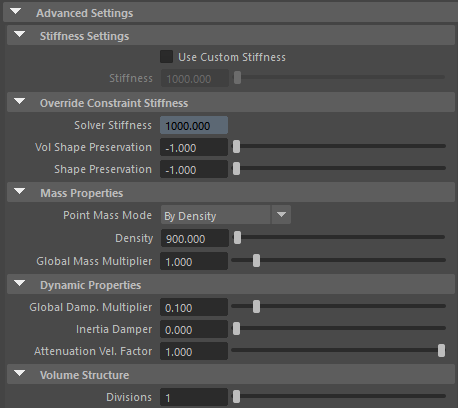 Advanced Settings
Stiffness Settings
Use Custom Stiffness
Stiffness 1000.000
Override Constraint Stiffness
Solver Stiffness 1000.000
Vol Shape Preservation -1.000
Shape Preservation -1.000
Mass Properties
Point Mass Mode By Density
Density 900.000
Global Mass Multiplier 1.000
Dynamic Properties
Global Damp. Multiplier 0.100
Inertia Damper 0.000
Attenuation Vel. Factor 1.000
Volume Structure
Divisions 1